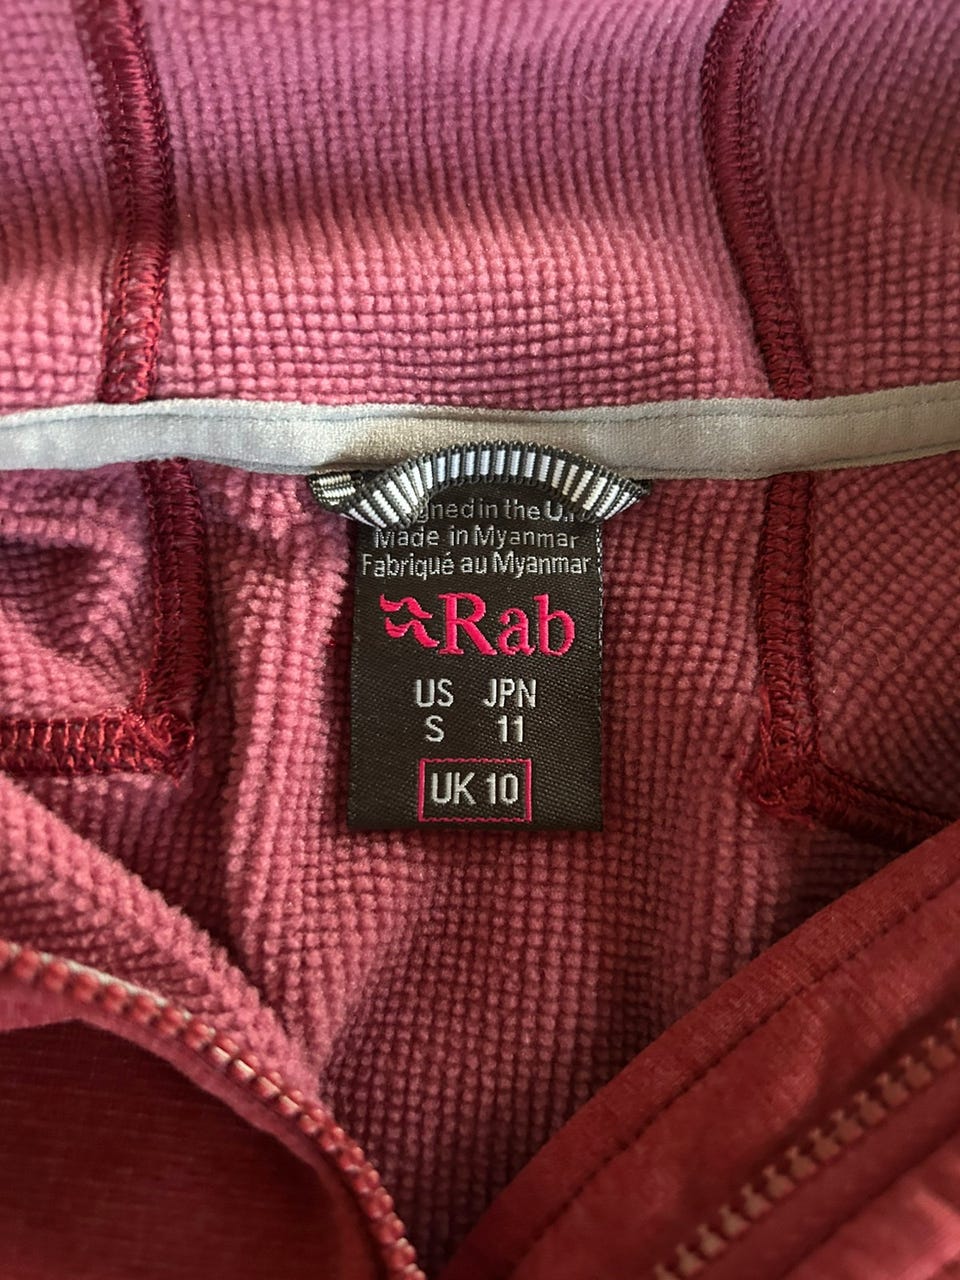 in the
Made in Myanmar
Fabriqué au Myanmar
Rab
US JPN
S 11
UK 10